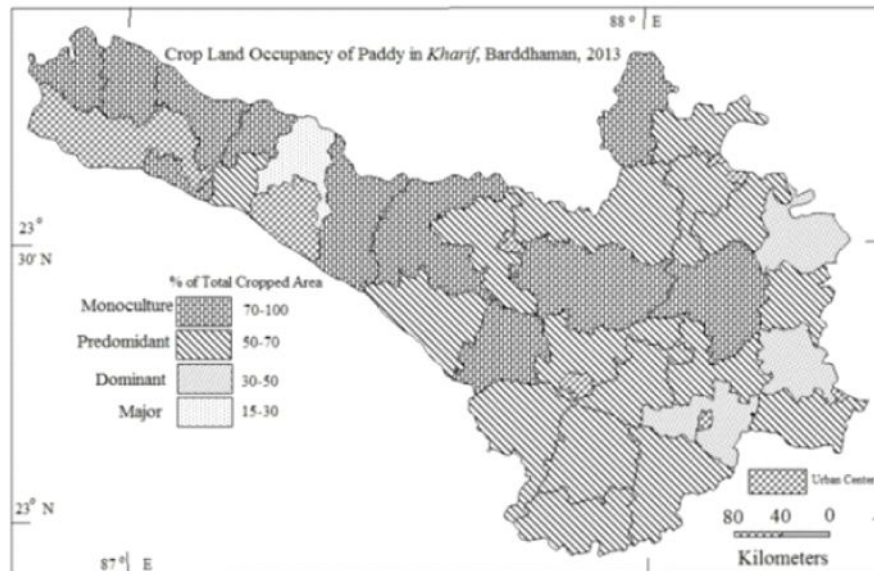 88 ° E
Crop Land Occupancy of Paddy in Kharif, Barddhaman, 2013
23°
30' N
% of Total Cropped Area
Monoculture 70-100
Predomidant 50-70
Dominant 30-50
Major 15-30
Urban Center
23° N
80 40 0
Kilometers
87 ° E